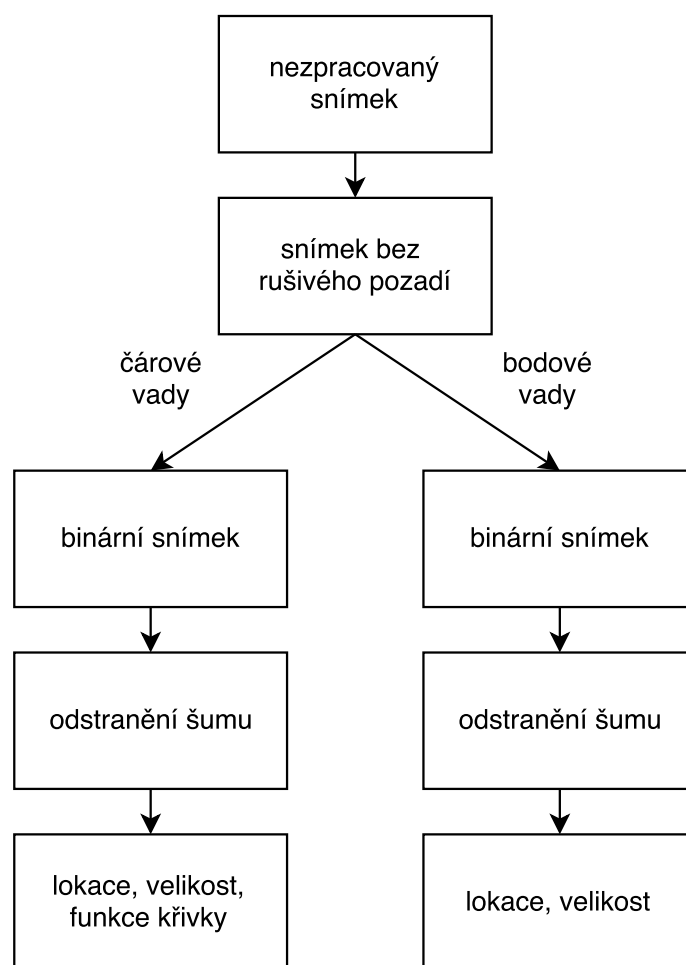 nezpracovaný
snímek
snímek bez
rušivého pozadí
čárové
vady
bodové
vady
binární snímek
binární snímek
odstranění šumu
odstranění šumu
lokace, velikost,
funkce křivky
lokace, velikost